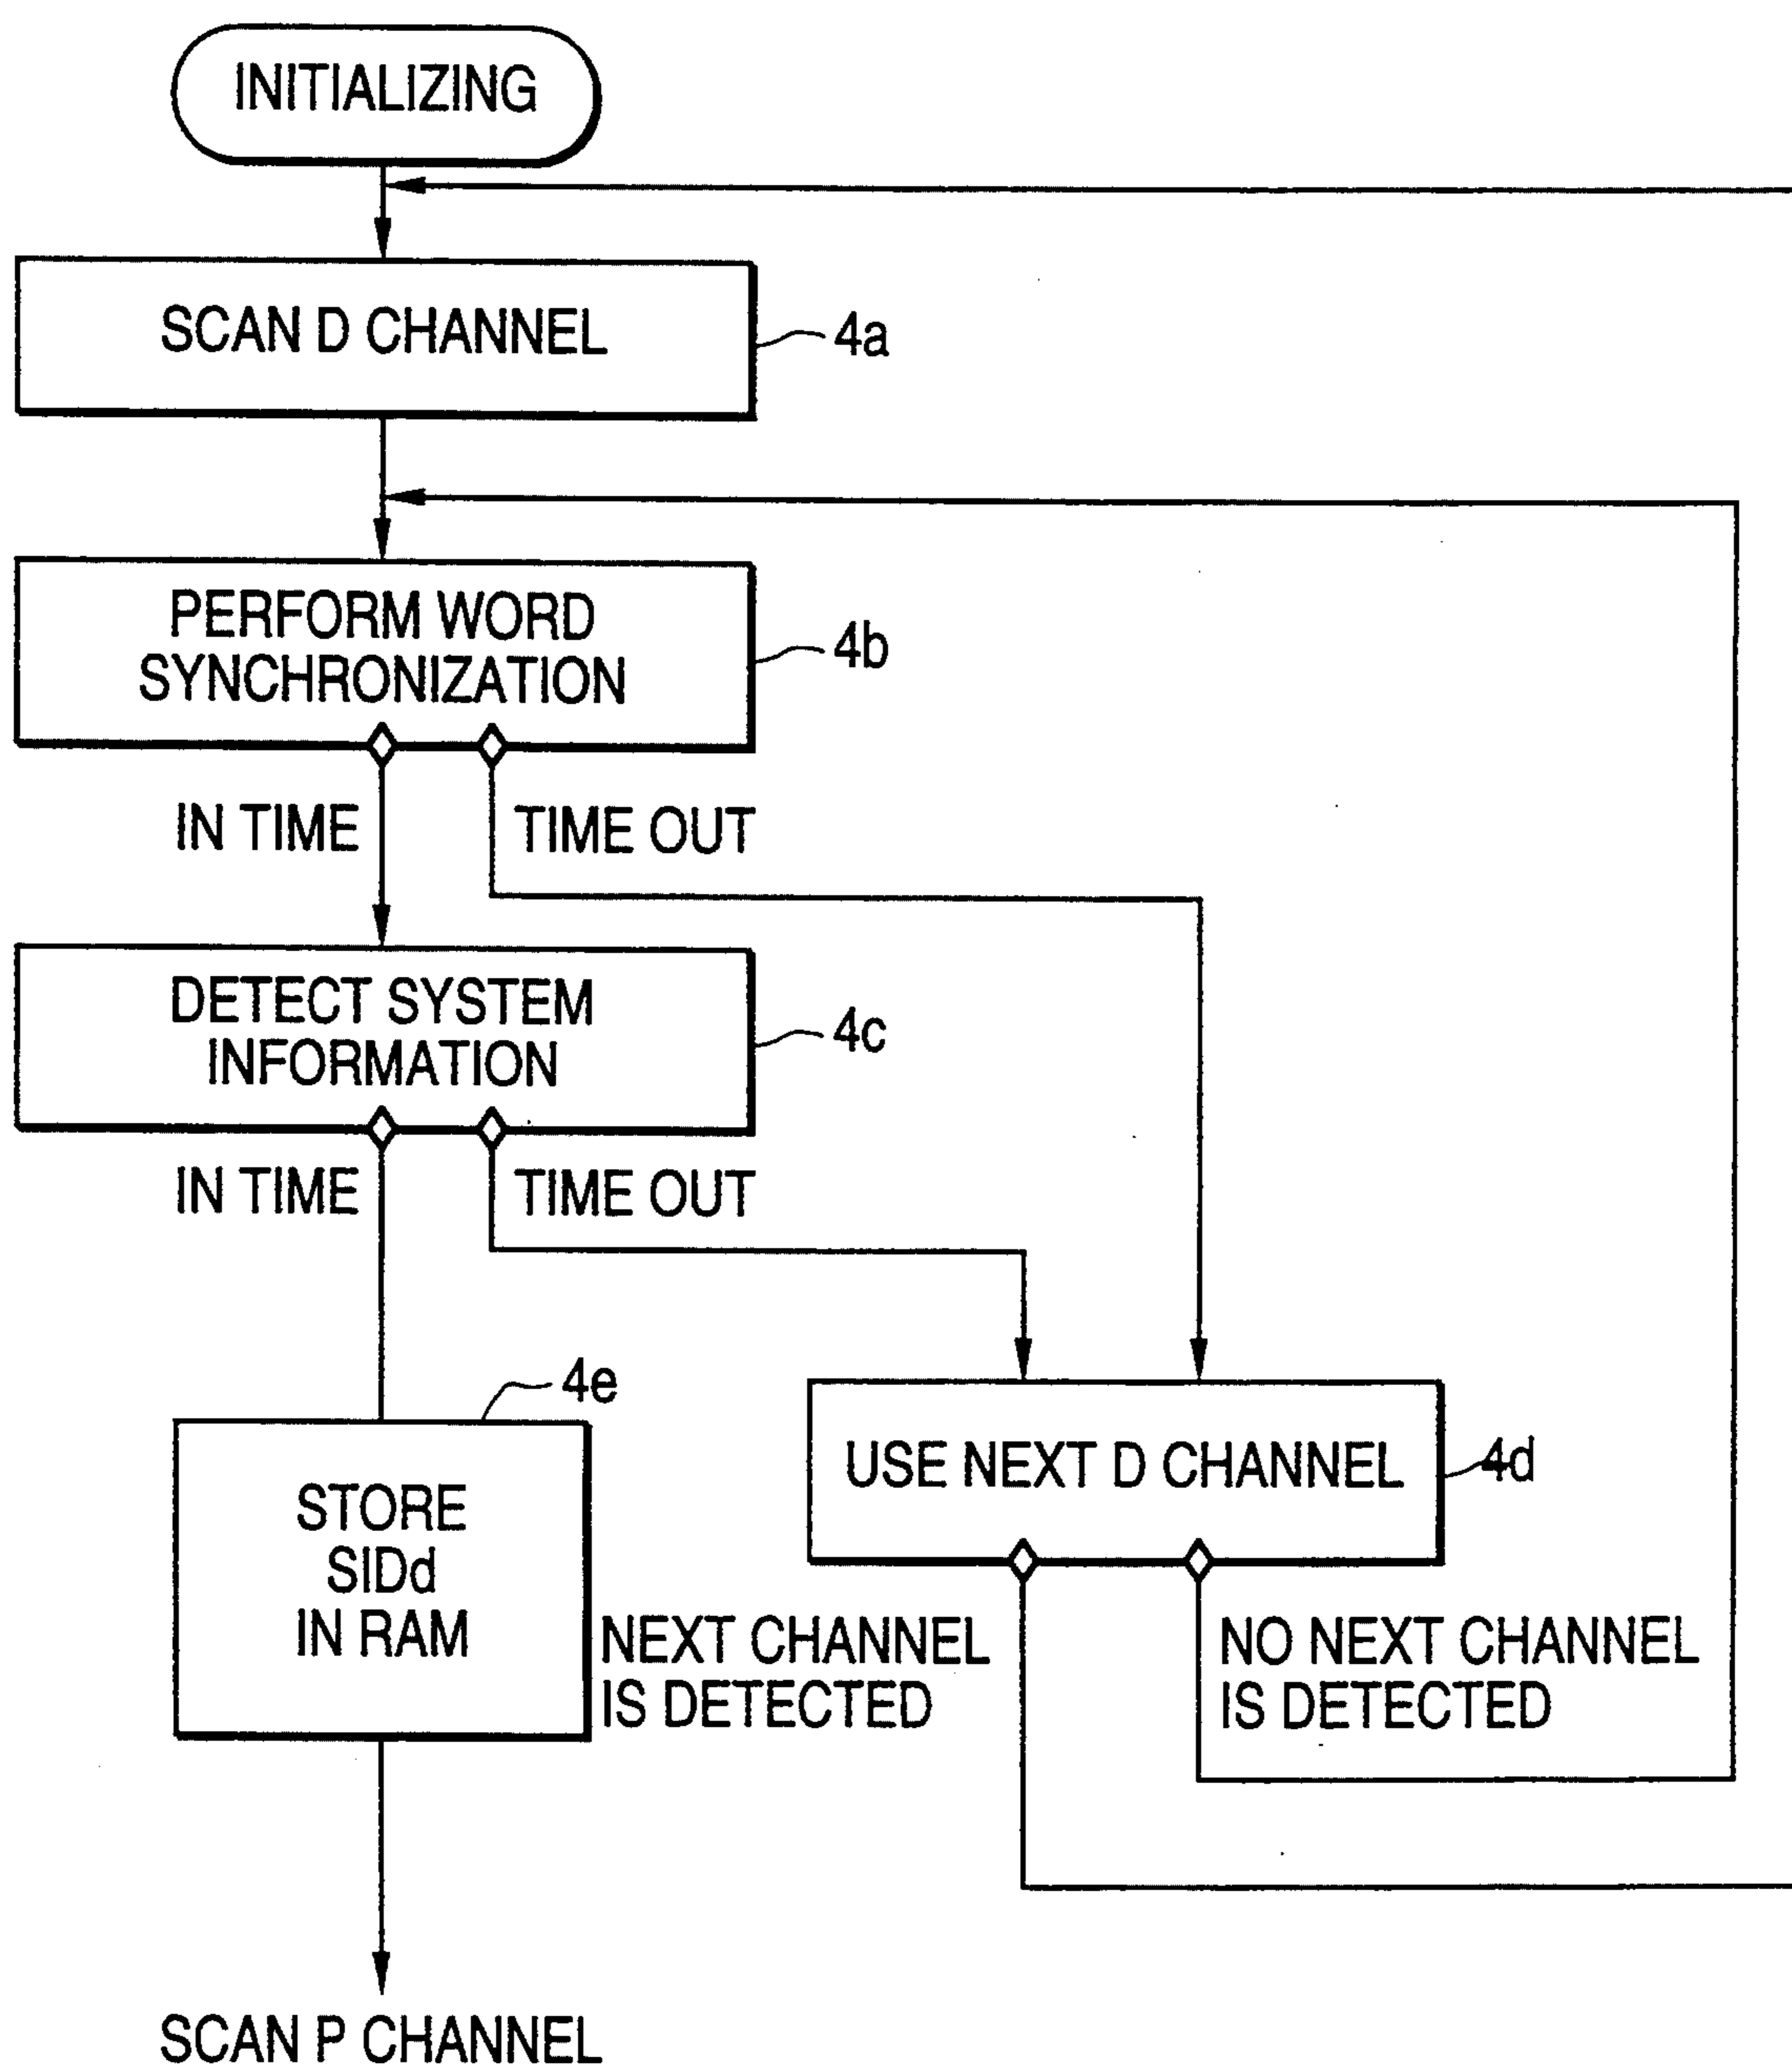 INITIALIZING
SCAN D CHANNEL
4a
PERFORM WORD
SYNCHRONIZATION
4b
IN TIME
TIME OUT
DETECT SYSTEM
INFORMATION
4c
IN TIME
TIME OUT
4e
STORE
SIDd
IN RAM
USE NEXT D CHANNEL
4d
NEXT CHANNEL
IS DETECTED
NO NEXT CHANNEL
IS DETECTED
SCAN P CHANNEL